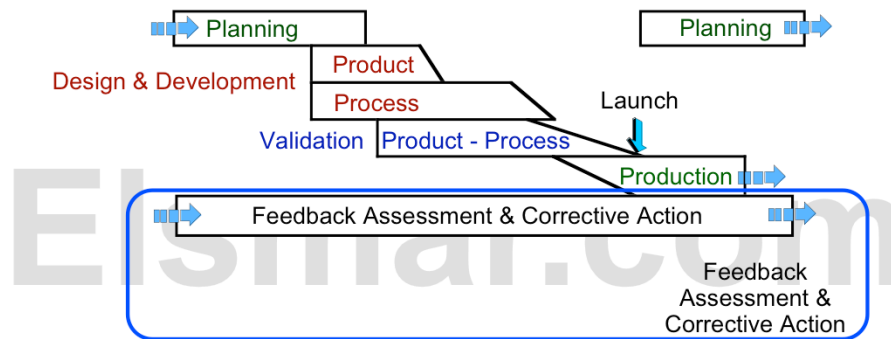 Planning
Planning
Product
Design & Development
Process
Launch
Validation
Product - Process
Production
Feedback Assessment & Corrective Action
Elsmar.com
Feedback
Assessment &
Corrective Action